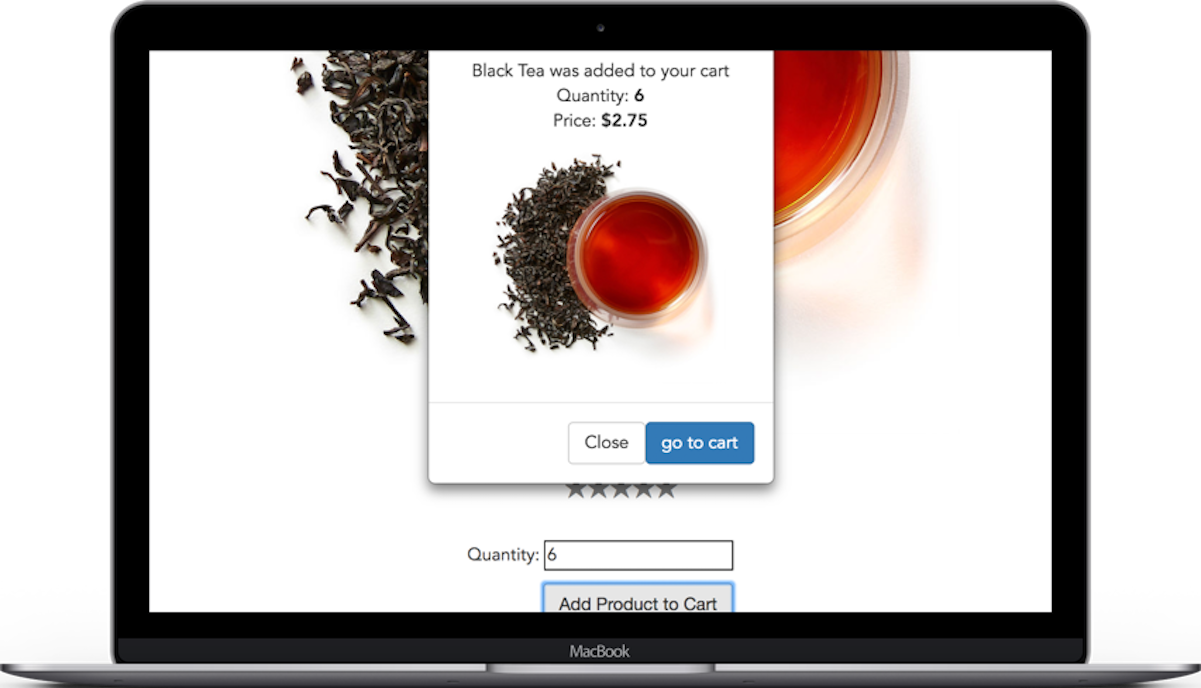 Black Tea was added to your cart
Quantity: 6
Price: $2.75
Close go to cart
Quantity: 6
Add Product to Cart
MacBook